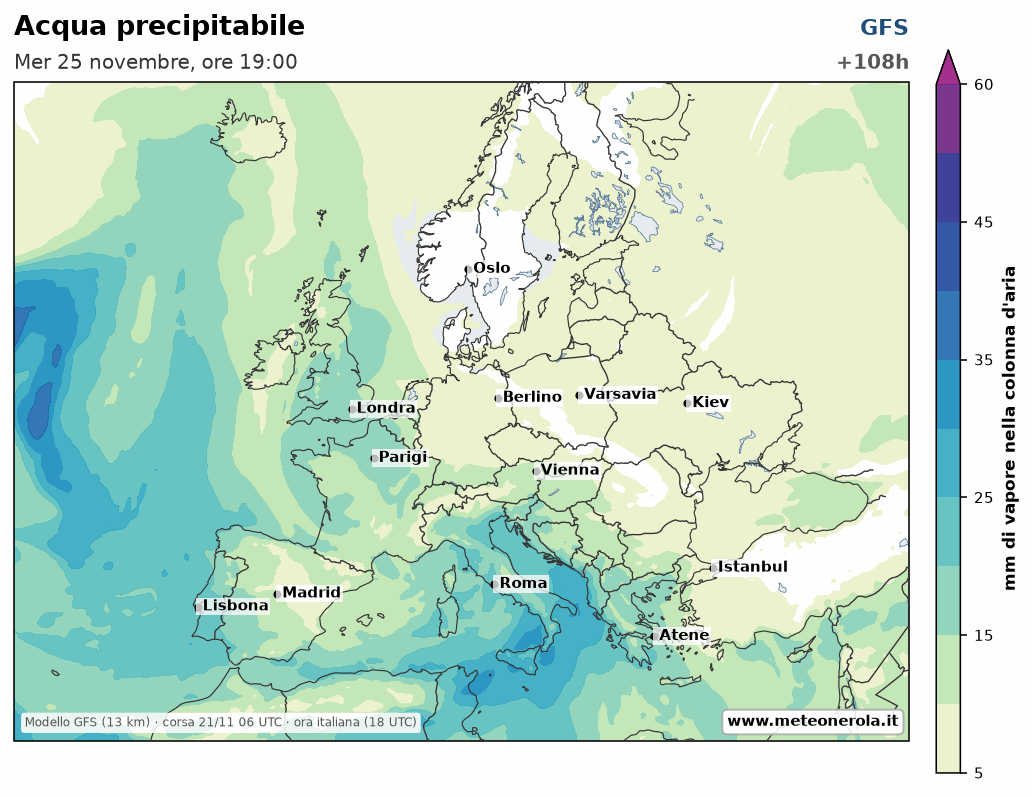 Acqua precipitabile
GFS
Mer 25 novembre, ore 19:00
+108h
60
45
35
25
15
5
mm di vapore nella colonna d'aria
Oslo
Berlino
Varsavia
Kiev
Londra
Parigi
Vienna
Istanbul
Roma
Madrid
Lisbona
Atene
Modello GFS (13 km) · corsa 21/11 06 UTC · ora italiana (18 UTC)
www.meteonerola.it